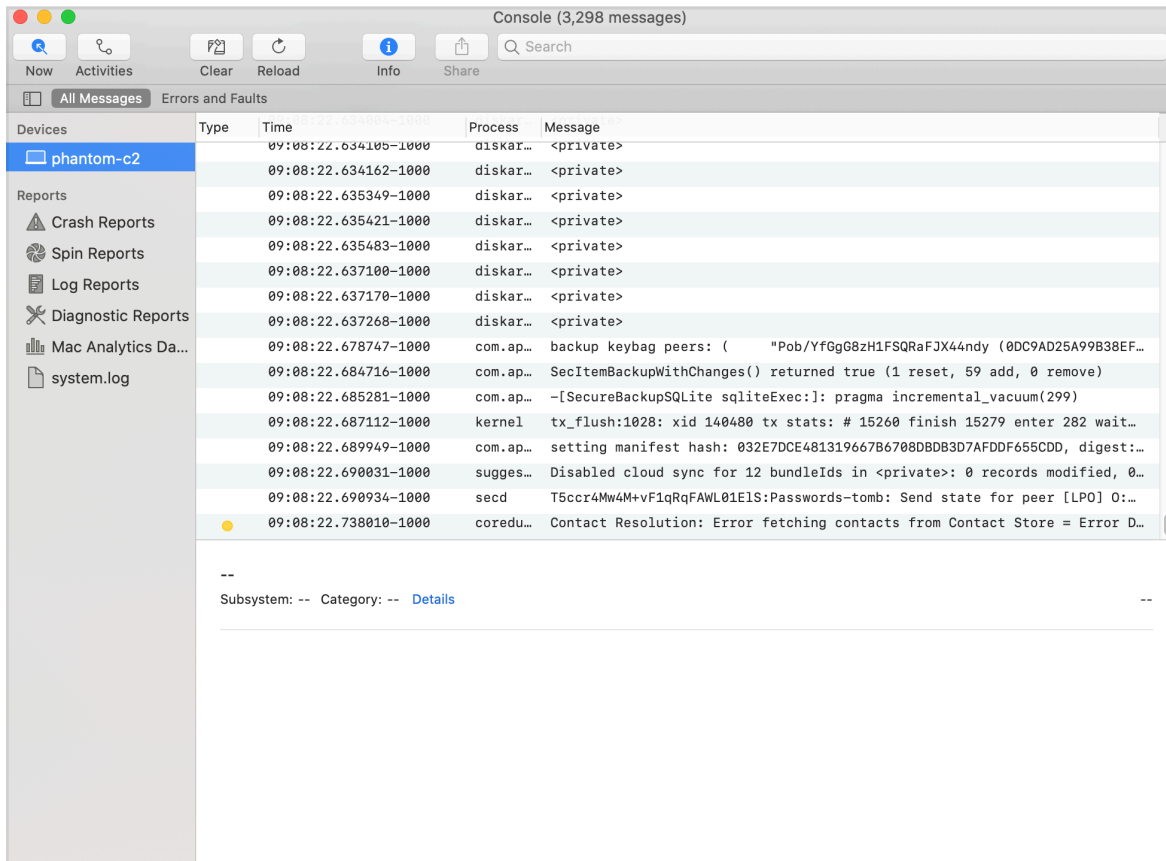 Console (3,298 messages)
Search
Now Activities Clear Reload Info Share
All Messages Errors and Faults
Devices
phantom-c2
Reports
Crash Reports
Spin Reports
Log Reports
Diagnostic Reports
Mac Analytics Da...
system.log
Type Time Process Message
09:08:22.634105-1000 diskar… <private>
09:08:22.634162-1000 diskar… <private>
09:08:22.635349-1000 diskar… <private>
09:08:22.635421-1000 diskar… <private>
09:08:22.635483-1000 diskar… <private>
09:08:22.637100-1000 diskar… <private>
09:08:22.637170-1000 diskar… <private>
09:08:22.637268-1000 diskar… <private>
09:08:22.678747-1000 com.ap… backup keybag peers: ( "Pob/YfGgG8zH1FSQRaFJX44ndy (0DC9AD25A99B38EF…
09:08:22.684716-1000 com.ap… SecItemBackupWithChanges() returned true (1 reset, 59 add, 0 remove)
09:08:22.685281-1000 com.ap… -[SecureBackupSQLite sqliteExec:]: pragma incremental_vacuum(299)
09:08:22.687112-1000 kernel tx_flush:1028: xid 140480 tx stats: # 15260 finish 15279 enter 282 wait…
09:08:22.689949-1000 com.ap… setting manifest hash: 032E7DCE481319667B6708DBDB3D7AFDDF655CDD, digest:…
09:08:22.690031-1000 sugges… Disabled cloud sync for 12 bundleIds in <private>: 0 records modified, 0…
09:08:22.690934-1000 secd T5ccr4Mw4M+vF1qRqFAWL01ElS:Passwords-tomb: Send state for peer [LPO] O:…
09:08:22.738010-1000 coredu… Contact Resolution: Error fetching contacts from Contact Store = Error D…
--
Subsystem: -- Category: -- Details --